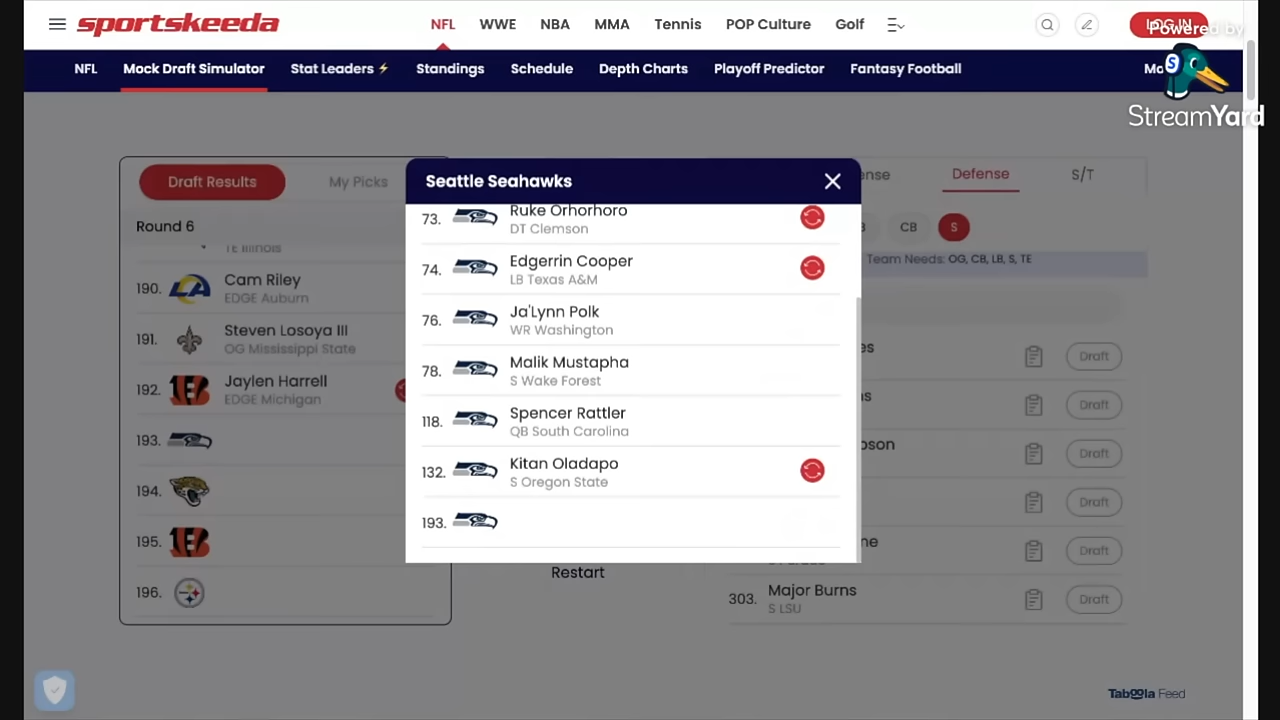 sportskeeda
NFL WWE NBA MMA Tennis POP Culture Golf
LOG IN
Powered by
StreamYard
NFL Mock Draft Simulator Stat Leaders⚡ Standings Schedule Depth Charts Playoff Predictor Fantasy Football
Draft Results My Picks
Round 6
TE Illinois
190. Cam Riley
EDGE Auburn
191. Steven Losoya III
OG Mississippi State
192. Jaylen Harrell
EDGE Michigan
193.
194.
195.
196.
Seattle Seahawks
73. Ruke Orhorhoro
DT Clemson
74. Edgerrin Cooper
LB Texas A&M
76. Ja'Lynn Polk
WR Washington
78. Malik Mustapha
S Wake Forest
118. Spencer Rattler
QB South Carolina
132. Kitan Oladapo
S Oregon State
193.
Restart
Defense S/T
CB S
Team Needs: OG, CB, LB, S, TE
Draft
Draft
Draft
Draft
Draft
303. Major Burns
S LSU
Draft
Taboola Feed